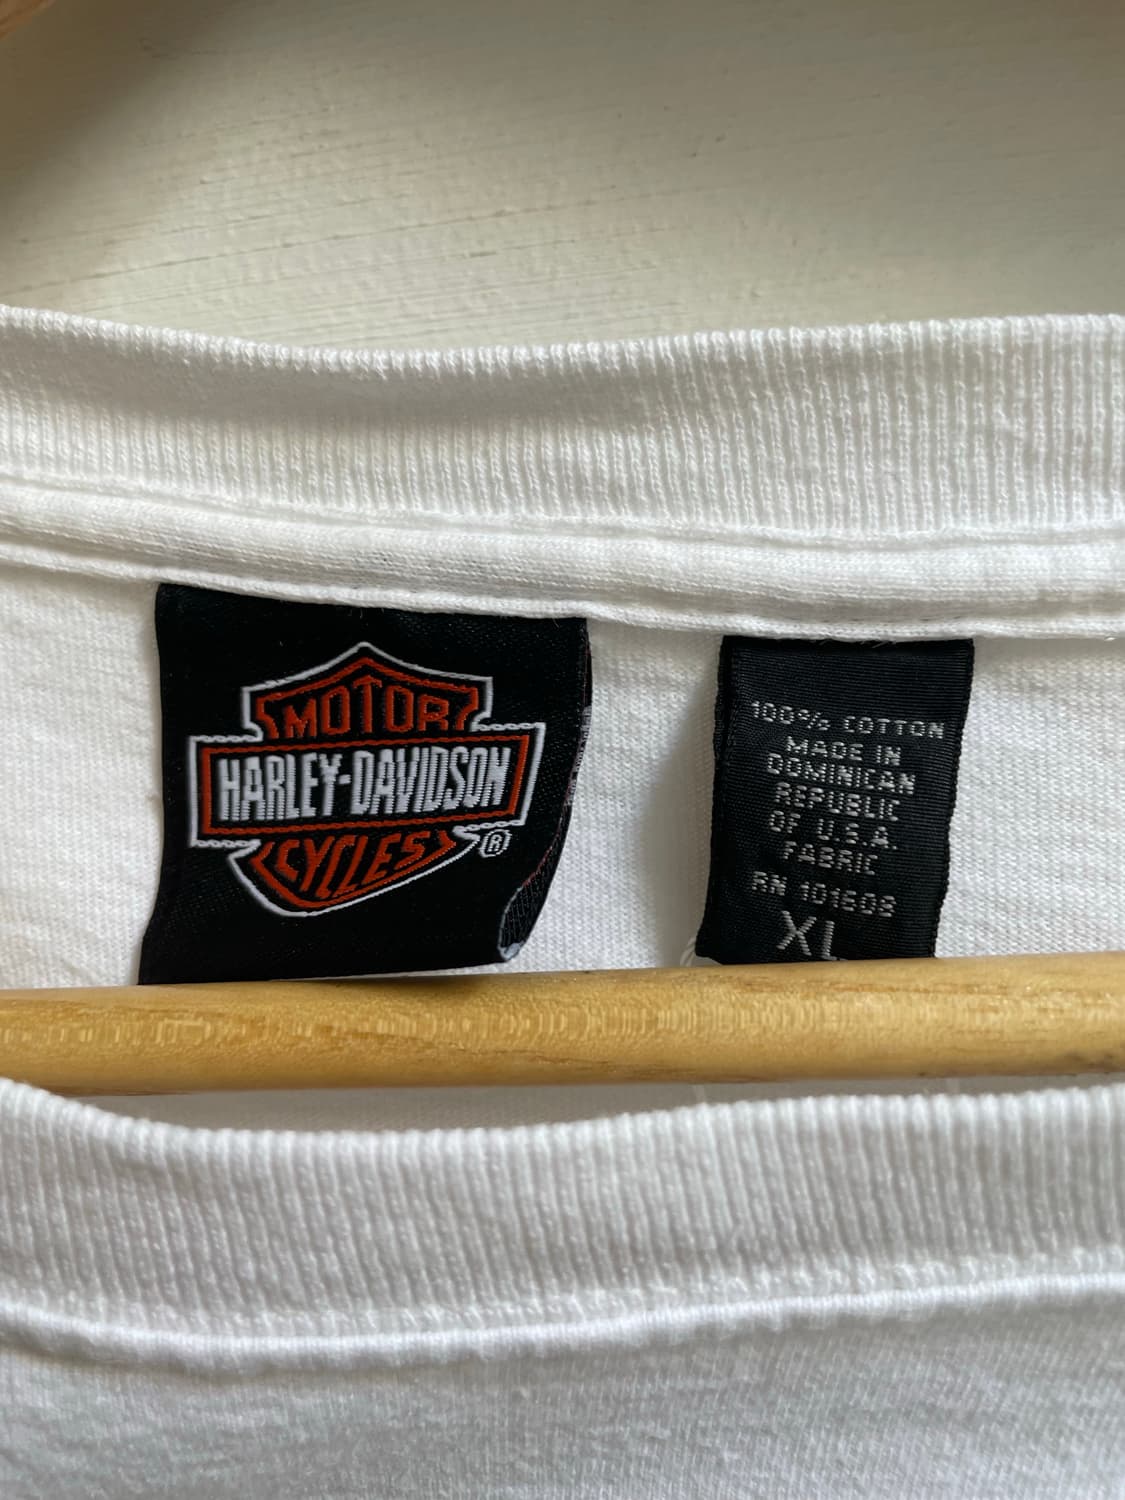 MOTOR
HARLEY-DAVIDSON
CYCLES
®
100% COTTON
MADE IN
DOMINICAN
REPUBLIC
OF U.S.A.
FABRIC
RN 101608
XL